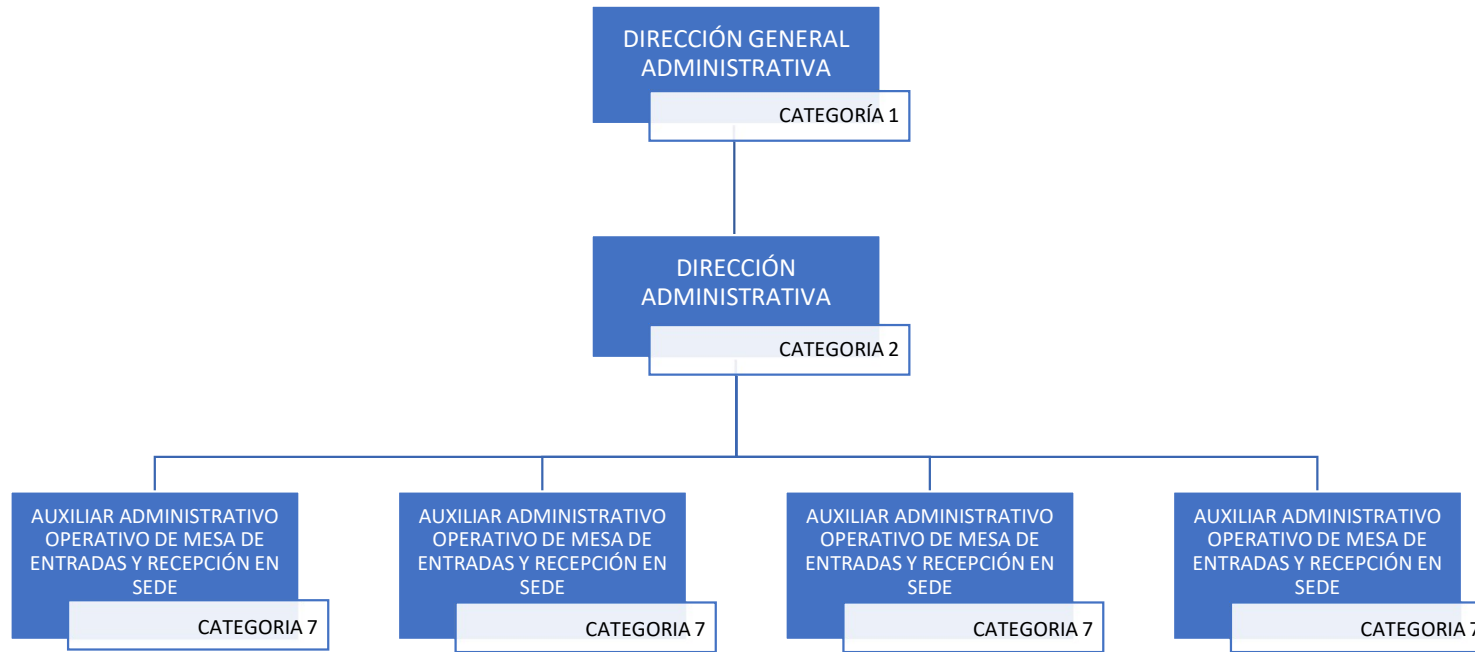 DIRECCIÓN GENERAL
ADMINISTRATIVA
CATEGORÍA 1
DIRECCIÓN
ADMINISTRATIVA
CATEGORIA 2
AUXILIAR ADMINISTRATIVO
OPERATIVO DE MESA DE
ENTRADAS Y RECEPCIÓN EN
SEDE
CATEGORIA 7
AUXILIAR ADMINISTRATIVO
OPERATIVO DE MESA DE
ENTRADAS Y RECEPCIÓN EN
SEDE
CATEGORIA 7
AUXILIAR ADMINISTRATIVO
OPERATIVO DE MESA DE
ENTRADAS Y RECEPCIÓN EN
SEDE
CATEGORIA 7
AUXILIAR ADMINISTRATIVO
OPERATIVO DE MESA DE
ENTRADAS Y RECEPCIÓN EN
SEDE
CATEGORIA 7